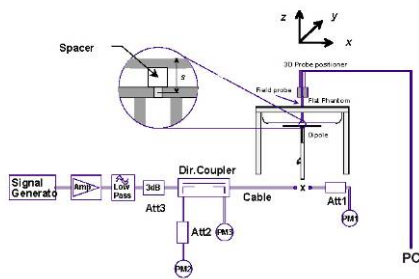 z
y
x
Spacer
s
3D Probe positioner
Field probe
Flat Phantom
Dipole
Signal
Generato
Amp
Low
Pass
3dB
Att3
Dir.Coupler
Cable
x
Att1
PM1
Att2
PM3
PM2
PC